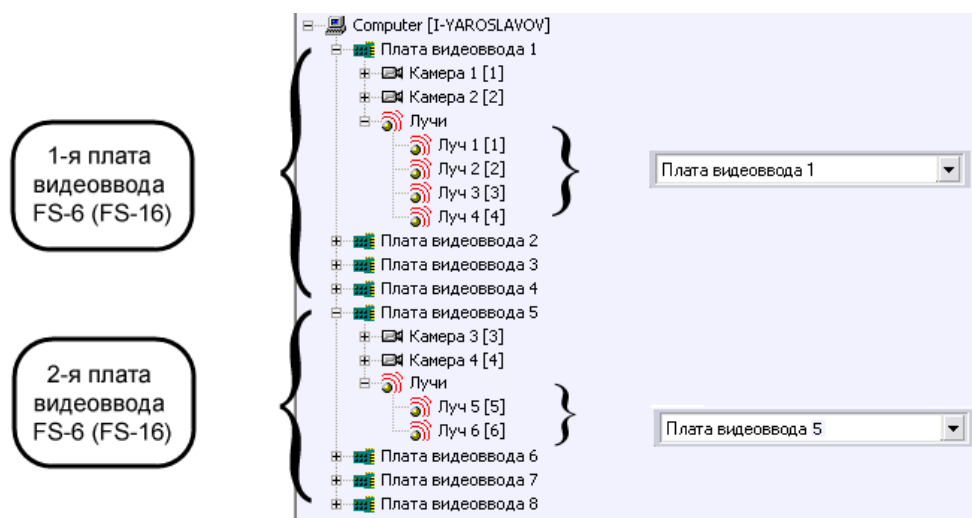 Computer [I-YAROSLAVOV]
Плата видеоввода 1
Камера 1 [1]
Камера 2 [2]
Лучи
Луч 1 [1]
Луч 2 [2]
Луч 3 [3]
Луч 4 [4]
Плата видеоввода 2
Плата видеоввода 3
Плата видеоввода 4
Плата видеоввода 5
Камера 3 [3]
Камера 4 [4]
Лучи
Луч 5 [5]
Луч 6 [6]
Плата видеоввода 6
Плата видеоввода 7
Плата видеоввода 8
1-я плата
видеоввода
FS-6 (FS-16)
2-я плата
видеоввода
FS-6 (FS-16)
Плата видеоввода 1
Плата видеоввода 5